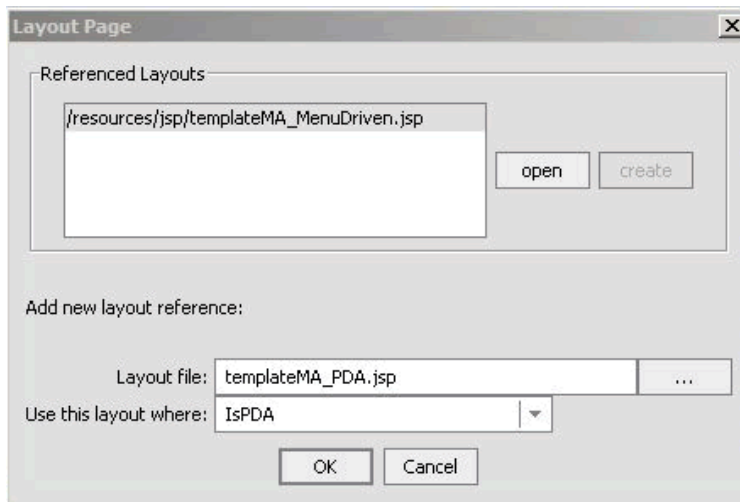 Layout Page
Referenced Layouts
/resources/jsp/templateMA_MenuDriven.jsp
open
create
Add new layout reference:
Layout file: templateMA_PDA.jsp ...
Use this layout where: IsPDA
OK Cancel